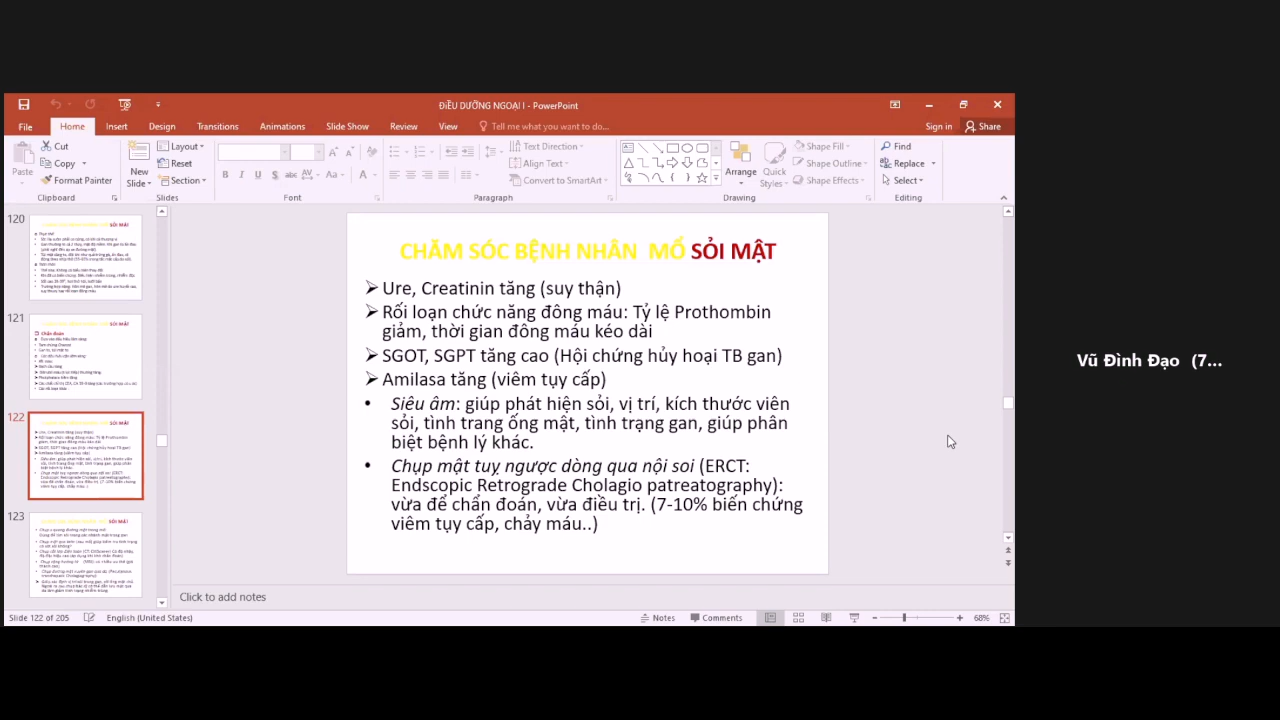 ĐIỀU DƯỠNG NGOẠI I - PowerPoint
File Home Insert Design Transitions Animations Slide Show Review View Tell me what you want to do... Sign in Share
Paste
Cut
Copy
Format Painter
Clipboard
New Slide
Layout
Reset
Section
Slides
Font
Text Direction
Align Text
Convert to SmartArt
Paragraph
Arrange
Quick Styles
Shape Fill
Shape Outline
Shape Effects
Drawing
Find
Replace
Select
Editing
120
121
122
123
CHĂM SÓC BỆNH NHÂN MỔ SỎI MẬT
Ure, Creatinin tăng (suy thận)
Rối loạn chức năng đông máu: Tỷ lệ Prothombin
giảm, thời gian đông máu kéo dài
SGOT, SGPT tăng cao (Hội chứng hủy hoại TB gan)
Amilasa tăng (viêm tụy cấp)
• Siêu âm: giúp phát hiện sỏi, vị trí, kích thước viên
sỏi, tình trạng ống mật, tình trạng gan, giúp phân
biệt bệnh lý khác.
• Chụp mật tụy ngược dòng qua nội soi (ERCT:
Endscopic Retrograde Cholagio patreatography):
vừa để chẩn đoán, vừa điều trị. (7-10% biến chứng
viêm tụy cấp, chảy máu..)
Vũ Đình Đạo (7...
Click to add notes
Slide 122 of 205 English (United States) Notes Comments 68%